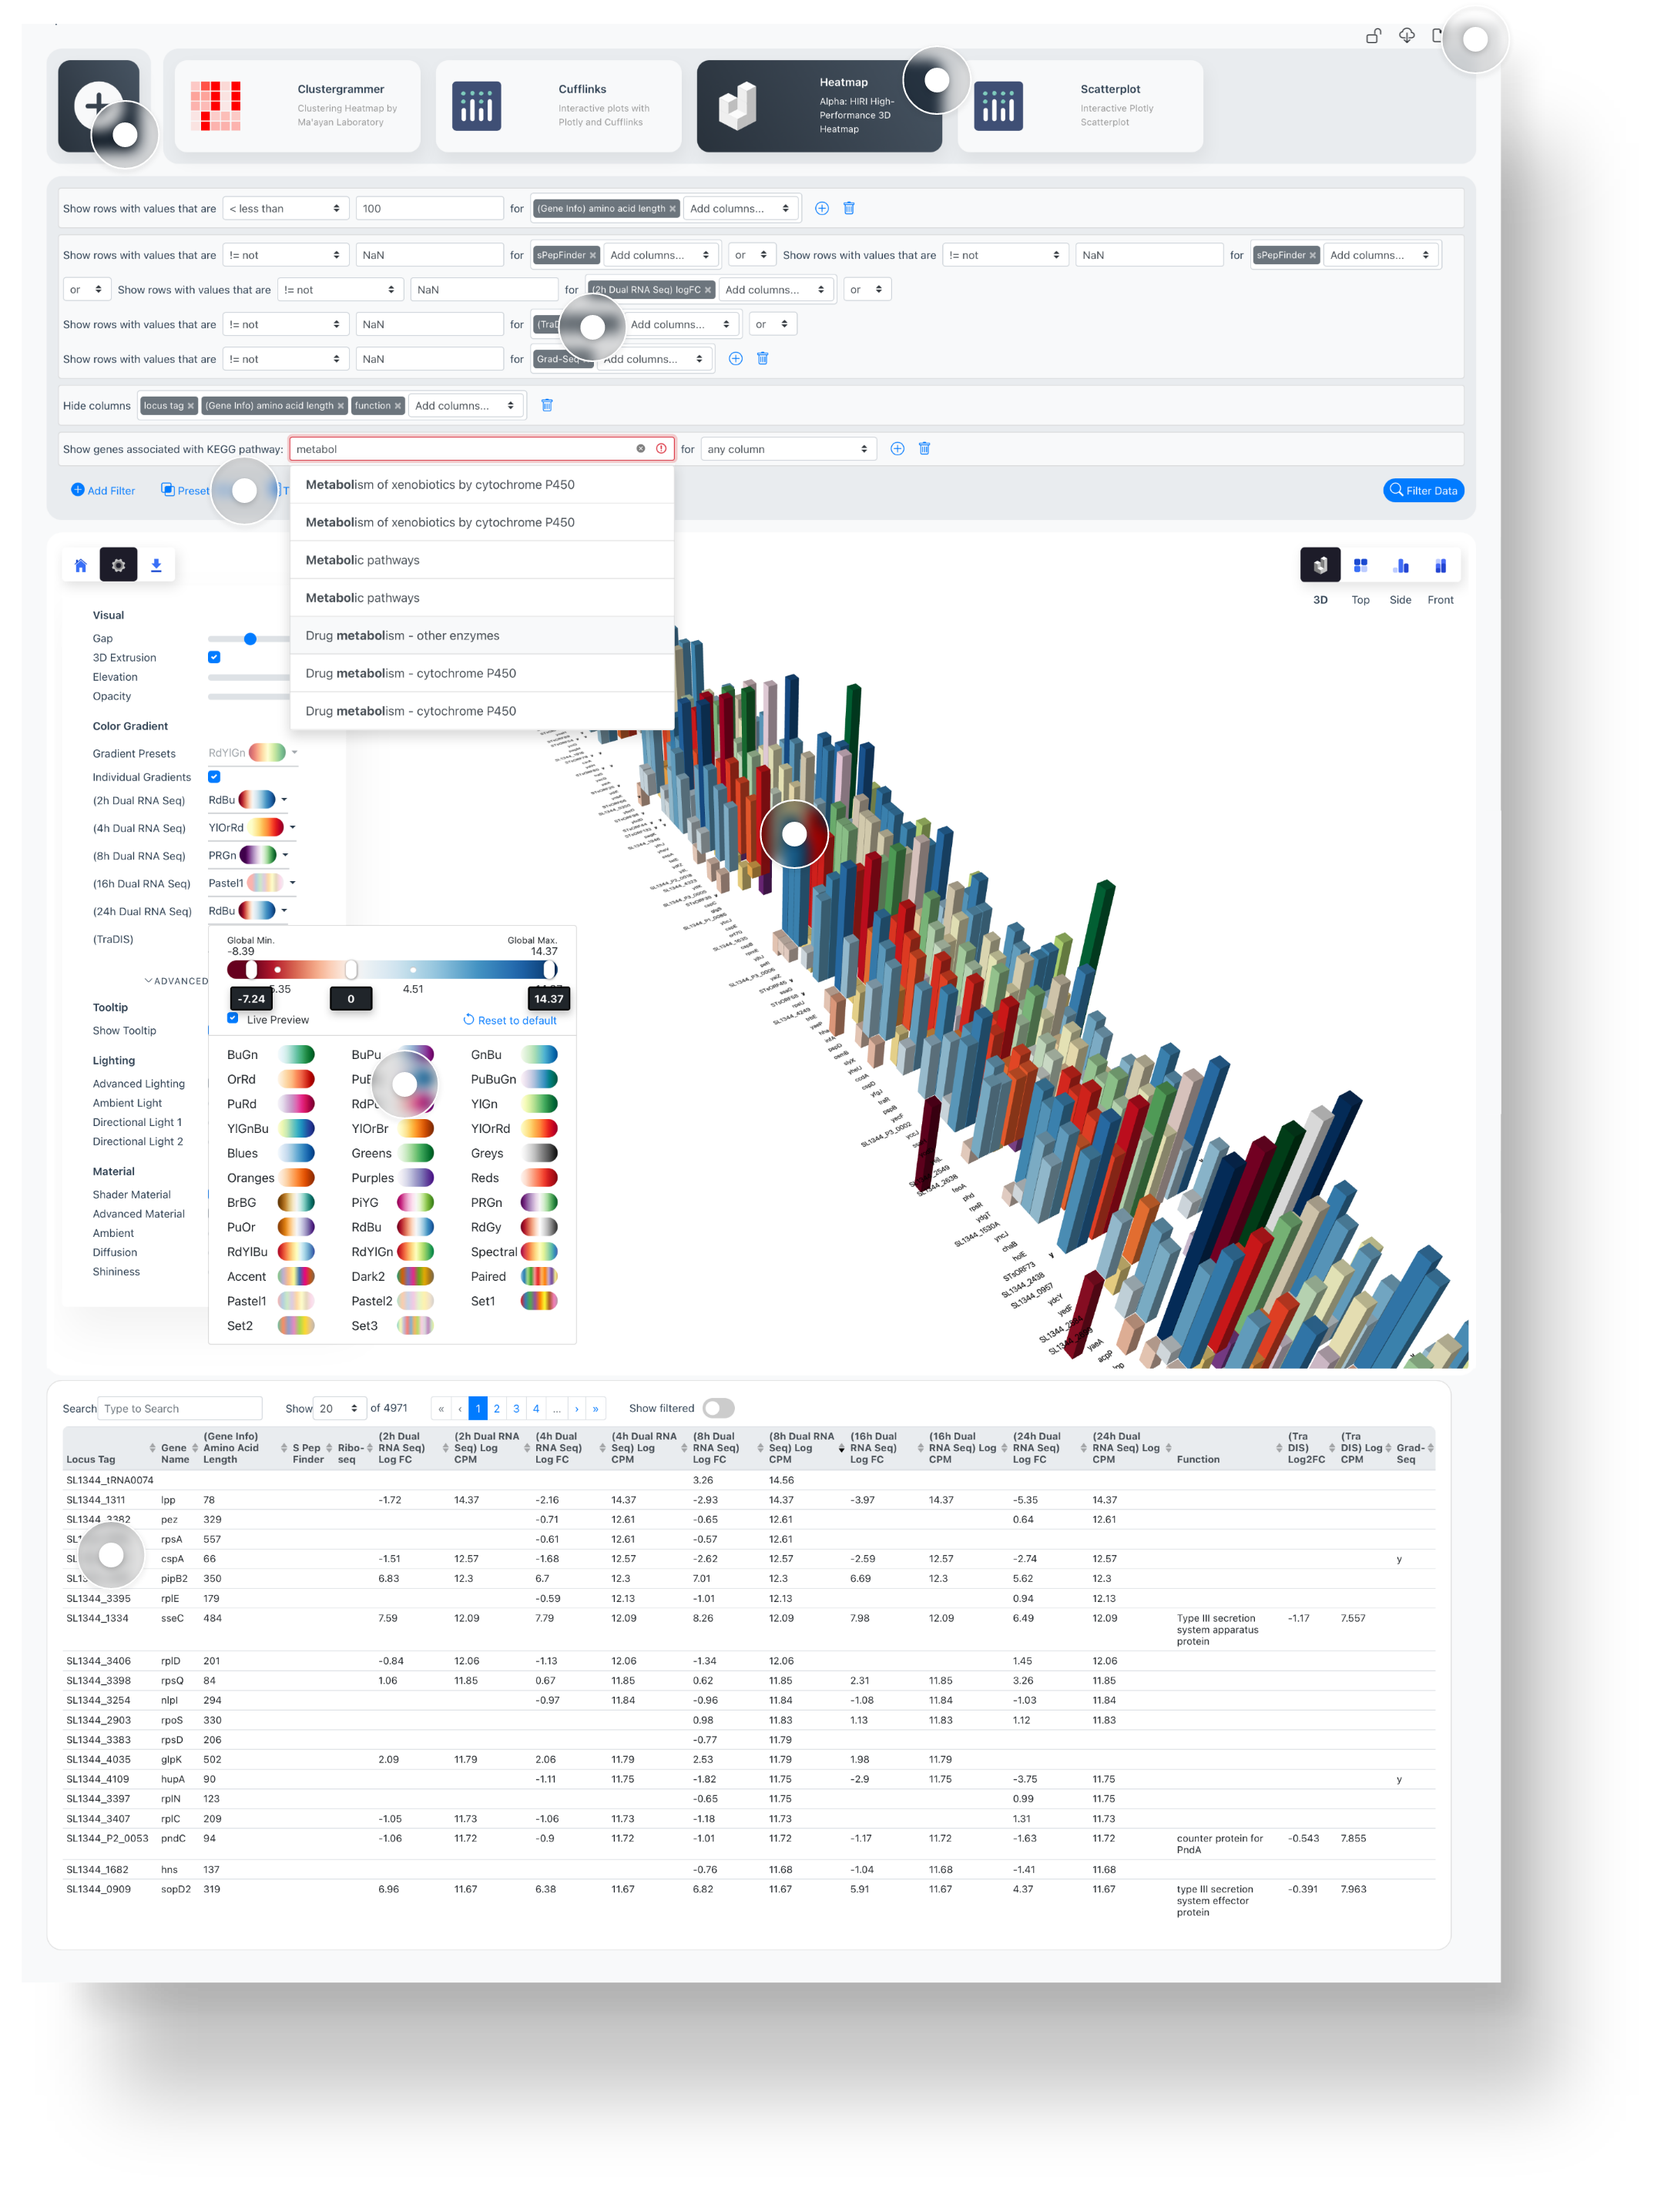 Clustergrammer
Clustering Heatmap by
Ma'ayan Laboratory
Cufflinks
Interactive plots with
Plotly and Cufflinks
Heatmap
Alpha: HIRI High-
Performance 3D
Heatmap
Scatterplot
Interactive Plotly
Scatterplot
Show rows with values that are < less than 100 for (Gene Info) amino acid length × Add columns...
Show rows with values that are != not NaN for sPepFinder × Add columns... or Show rows with values that are != not NaN for sPepFinder × Add columns...
or Show rows with values that are != not NaN for (2h Dual RNA Seq) logFC × Add columns... or
Show rows with values that are != not NaN for Add columns... or
Show rows with values that are != not NaN for Grad-Seq Add columns...
Hide columns locus tag × (Gene Info) amino acid length × function × Add columns...
Show genes associated with KEGG pathway: metabol for any column
Add Filter Preset Filter Data
Metabolism of xenobiotics by cytochrome P450
Metabolism of xenobiotics by cytochrome P450
Metabolic pathways
Metabolic pathways
Drug metabolism - other enzymes
Drug metabolism - cytochrome P450
Drug metabolism - cytochrome P450
3D Top Side Front
Visual
Gap
3D Extrusion
Elevation
Opacity
Color Gradient
Gradient Presets RdYlGn
Individual Gradients
(2h Dual RNA Seq) RdBu
(4h Dual RNA Seq) YlOrRd
(8h Dual RNA Seq) PRGn
(16h Dual RNA Seq) Pastel1
(24h Dual RNA Seq) RdBu
(TraDIS)
ADVANCED
Tooltip
Show Tooltip
Lighting
Advanced Lighting
Ambient Light
Directional Light 1
Directional Light 2
Material
Shader Material
Advanced Material
Ambient
Diffusion
Shininess
Global Min. Global Max.
-8.39 14.37
5.35 4.51
-7.24 0 14.37
Live Preview Reset to default
BuGn BuPu GnBu
OrRd PuBuGn
PuRd YlGn
YlGnBu YlOrBr YlOrRd
Blues Greens Greys
Oranges Purples Reds
BrBG PiYG PRGn
PuOr RdBu RdGy
RdYlBu RdYlGn Spectral
Accent Dark2 Paired
Pastel1 Pastel2 Set1
Set2 Set3
SL1344_P3_0002
feoA
phd
rpsR
ydgT
SL1344_1530A
yncJ
chaB
holE
STsORF73
SL1344_2438
SL1344_0957
ydcY
yedF
yaeA
acpP
Search Type to Search Show 20 of 4971 « ‹ 1 2 3 4 ... › » Show filtered
Locus Tag Gene Name (Gene Info) Amino Acid Length S Pep Finder Ribo-seq (2h Dual RNA Seq) Log FC (2h Dual RNA Seq) Log CPM (4h Dual RNA Seq) Log FC (4h Dual RNA Seq) Log CPM (8h Dual RNA Seq) Log FC (8h Dual RNA Seq) Log CPM (16h Dual RNA Seq) Log FC (16h Dual RNA Seq) Log CPM (24h Dual RNA Seq) Log FC (24h Dual RNA Seq) Log CPM Function (Tra DIS) Log2FC (Tra DIS) Log CPM Grad-Seq
SL1344_tRNA0074 3.26 14.56
SL1344_1311 lpp 78 -1.72 14.37 -2.16 14.37 -2.93 14.37 -3.97 14.37 -5.35 14.37
SL1344_3382 pez 329 -0.71 12.61 -0.65 12.61 0.64 12.61
rpsA 557 -0.61 12.61 -0.57 12.61
cspA 66 -1.51 12.57 -1.68 12.57 -2.62 12.57 -2.59 12.57 -2.74 12.57 y
pipB2 350 6.83 12.3 6.7 12.3 7.01 12.3 6.69 12.3 5.62 12.3
SL1344_3395 rplE 179 -0.59 12.13 -1.01 12.13 0.94 12.13
SL1344_1334 sseC 484 7.59 12.09 7.79 12.09 8.26 12.09 7.98 12.09 6.49 12.09 Type III secretion system apparatus protein -1.17 7.557
SL1344_3406 rplD 201 -0.84 12.06 -1.13 12.06 -1.34 12.06 1.45 12.06
SL1344_3398 rpsQ 84 1.06 11.85 0.67 11.85 0.62 11.85 2.31 11.85 3.26 11.85
SL1344_3254 nlpI 294 -0.97 11.84 -0.96 11.84 -1.08 11.84 -1.03 11.84
SL1344_2903 rpoS 330 0.98 11.83 1.13 11.83 1.12 11.83
SL1344_3383 rpsD 206 -0.77 11.79
SL1344_4035 glpK 502 2.09 11.79 2.06 11.79 2.53 11.79 1.98 11.79
SL1344_4109 hupA 90 -1.11 11.75 -1.82 11.75 -2.9 11.75 -3.75 11.75 y
SL1344_3397 rplN 123 -0.65 11.75 0.99 11.75
SL1344_3407 rplC 209 -1.05 11.73 -1.06 11.73 -1.18 11.73 1.31 11.73
SL1344_P2_0053 pndC 94 -1.06 11.72 -0.9 11.72 -1.01 11.72 -1.17 11.72 -1.63 11.72 counter protein for PndA -0.543 7.855
SL1344_1682 hns 137 -0.76 11.68 -1.04 11.68 -1.41 11.68
SL1344_0909 sopD2 319 6.96 11.67 6.38 11.67 6.82 11.67 5.91 11.67 4.37 11.67 type III secretion system effector protein -0.391 7.963